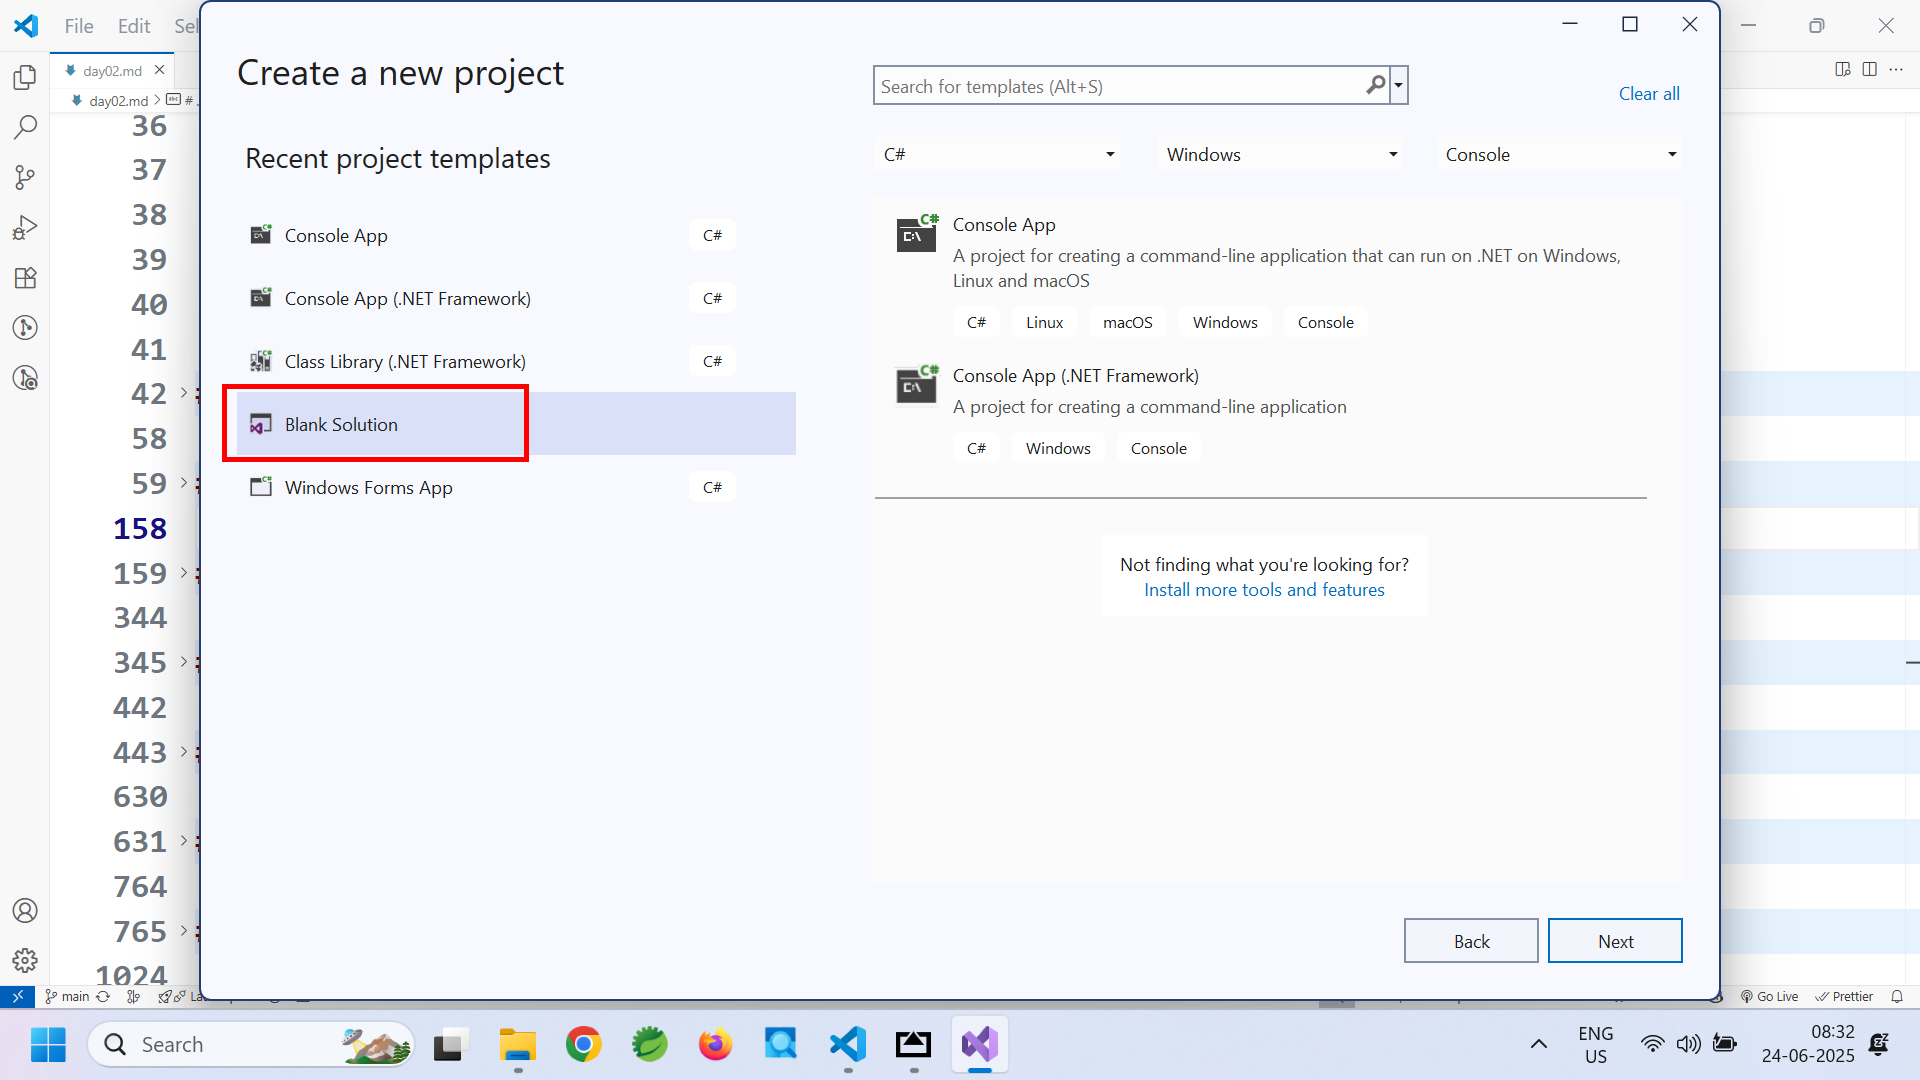 File
Edit
Sel
day02.md
day02.md > # .
36
37
38
39
40
41
42
58
59
158
159
344
345
442
443
630
631
764
765
1024
Create a new project
Recent project templates
Console App C#
Console App (.NET Framework) C#
Class Library (.NET Framework) C#
Blank Solution
Windows Forms App C#
Search for templates (Alt+S)
Clear all
C# Windows Console
Console App
A project for creating a command-line application that can run on .NET on Windows,
Linux and macOS
C# Linux macOS Windows Console
Console App (.NET Framework)
A project for creating a command-line application
C# Windows Console
Not finding what you're looking for?
Install more tools and features
Back Next
main
Go Live Prettier
Search
ENG
US
08:32
24-06-2025